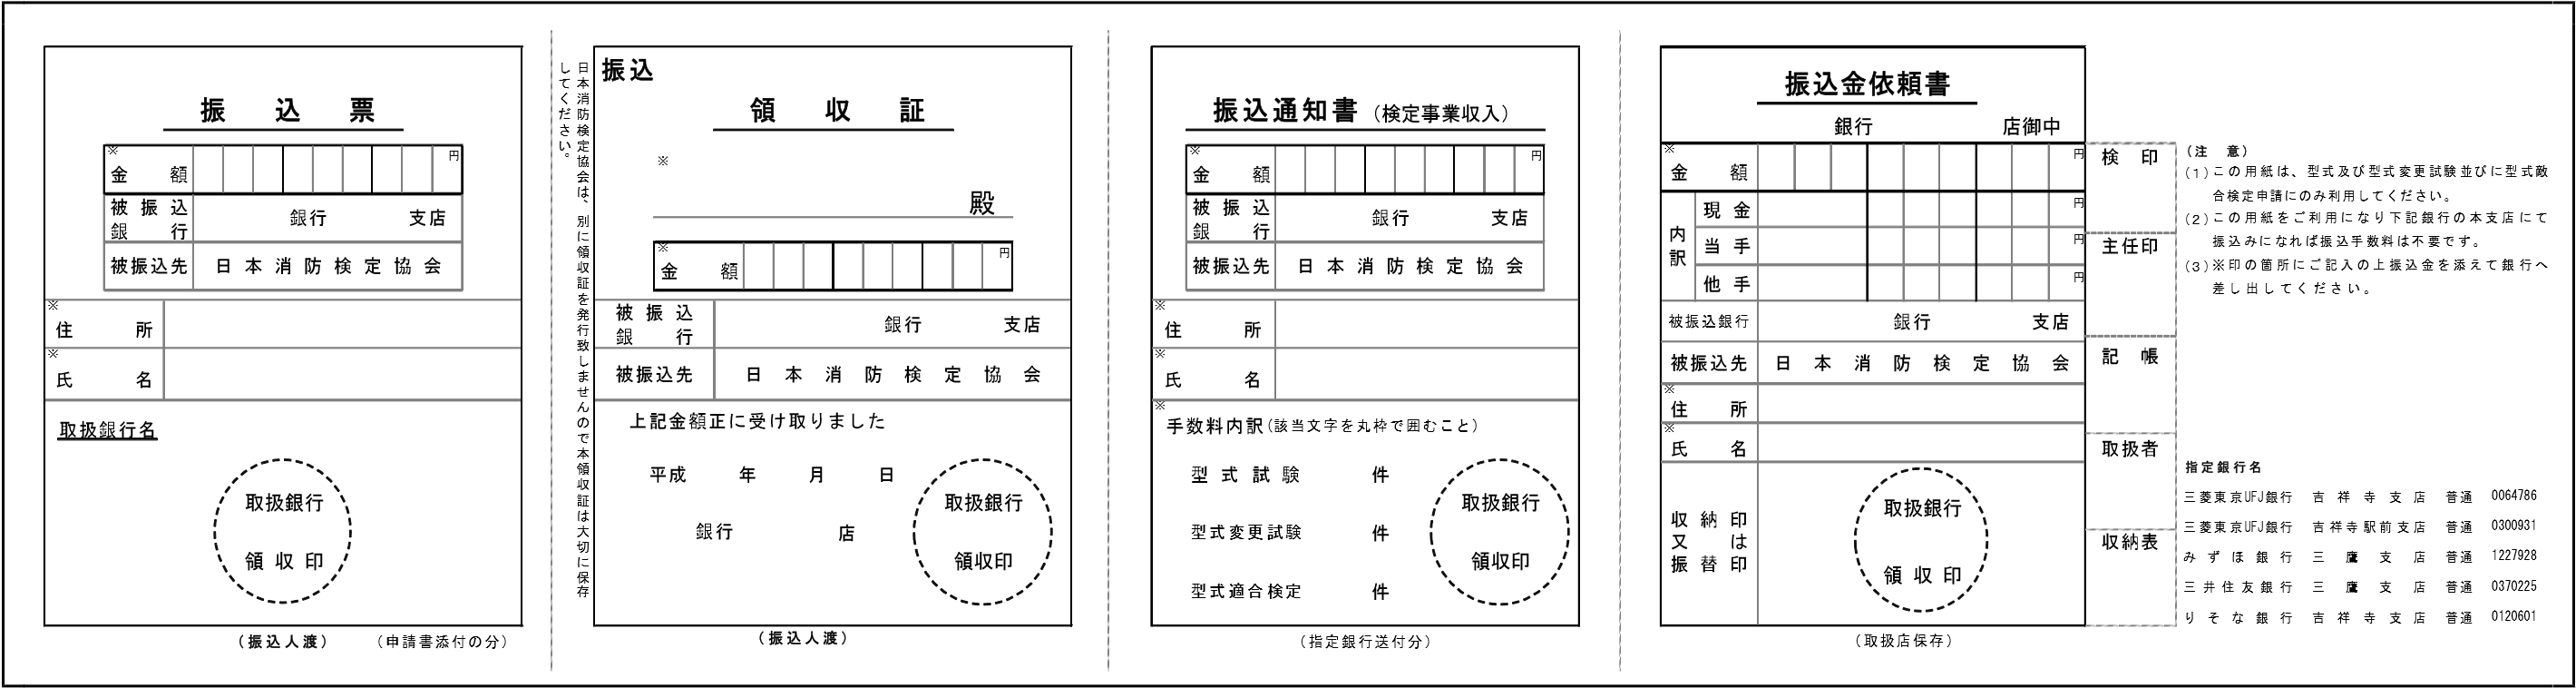 振込票
※
金額
円
被振込銀行
銀行 支店
被振込先 日本消防検定協会
※
住所
※
氏名
取扱銀行名
取扱銀行
領収印
（振込人渡） （申請書添付の分）
日本消防検定協会は、別に領収証を発行致しませんので本領収証は大切に保存
してください。
振込
領収証
※
殿
※
金額
円
被振込銀行
銀行 支店
被振込先 日本消防検定協会
上記金額正に受け取りました
平成 年 月 日
銀行 店
取扱銀行
領収印
（振込人渡）
振込通知書（検定事業収入）
※
金額
円
被振込銀行
銀行 支店
被振込先 日本消防検定協会
※
住所
※
氏名
※
手数料内訳（該当文字を丸枠で囲むこと）
型式試験 件
型式変更試験 件
型式適合検定 件
取扱銀行
領収印
（指定銀行送付分）
振込金依頼書
銀行 店御中
※
金額
円
内訳
現金 円
当手 円
他手 円
被振込銀行 銀行 支店
被振込先 日本消防検定協会
※
住所
※
氏名
収納印
又は
振替印
取扱銀行
領収印
（取扱店保存）
検印
主任印
記帳
取扱者
収納表
（注意）
(1)この用紙は、型式及び型式変更試験並びに型式敵
合検定申請にのみ利用してください。
(2)この用紙をご利用になり下記銀行の本支店にて
振込みになれば振込手数料は不要です。
(3)※印の箇所にご記入の上振込金を添えて銀行へ
差し出してください。
指定銀行名
三菱東京UFJ銀行 吉祥寺支店 普通 0064786
三菱東京UFJ銀行 吉祥寺駅前支店 普通 0300931
みずほ銀行 三鷹支店 普通 1227928
三井住友銀行 三鷹支店 普通 0370225
りそな銀行 吉祥寺支店 普通 0120601